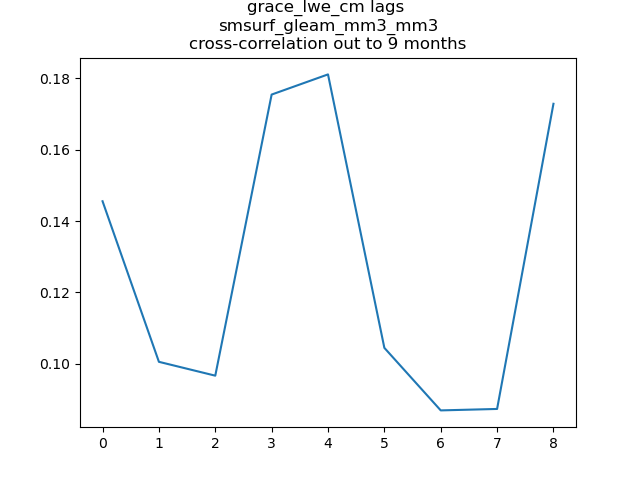 grace_lwe_cm lags
smsurf_gleam_mm3_mm3
cross-correlation out to 9 months
0.18
0.16
0.14
0.12
0.10
0 1 2 3 4 5 6 7 8